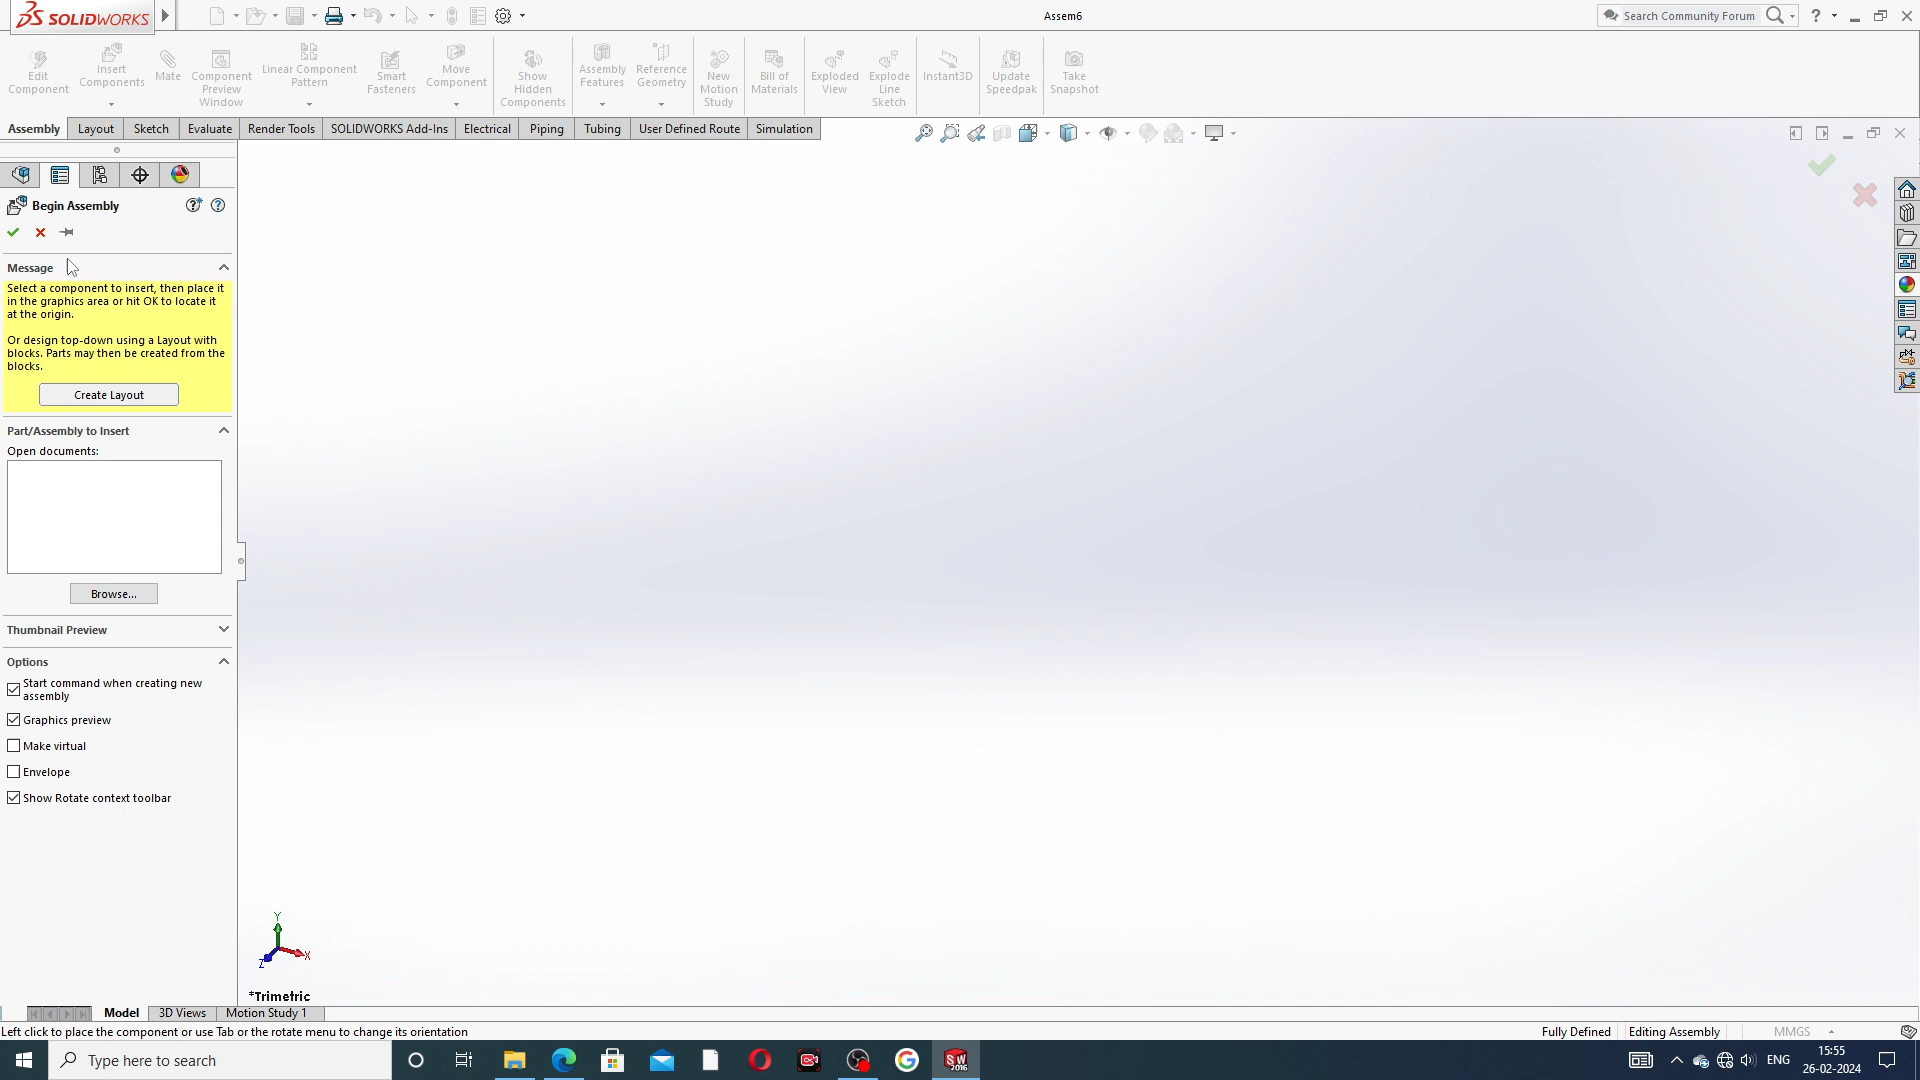 SOLIDWORKS
Assem6
Search Community Forum
Edit Component
Insert Components
Mate
Component Preview Window
Linear Component Pattern
Smart Fasteners
Move Component
Show Hidden Components
Assembly Features
Reference Geometry
New Motion Study
Bill of Materials
Exploded View
Explode Line Sketch
Instant3D
Update Speedpak
Take Snapshot
Assembly
Layout
Sketch
Evaluate
Render Tools
SOLIDWORKS Add-Ins
Electrical
Piping
Tubing
User Defined Route
Simulation
Begin Assembly
Message
Select a component to insert, then place it
in the graphics area or hit OK to locate it
at the origin.
Or design top-down using a Layout with
blocks. Parts may then be created from the
blocks.
Create Layout
Part/Assembly to Insert
Open documents:
Browse...
Thumbnail Preview
Options
Start command when creating new
assembly
Graphics preview
Make virtual
Envelope
Show Rotate context toolbar
Y
X
Z
*Trimetric
Model
3D Views
Motion Study 1
Left click to place the component or use Tab or the rotate menu to change its orientation
Fully Defined
Editing Assembly
MMGS
Type here to search
SW
2016
ENG
15:55
26-02-2024